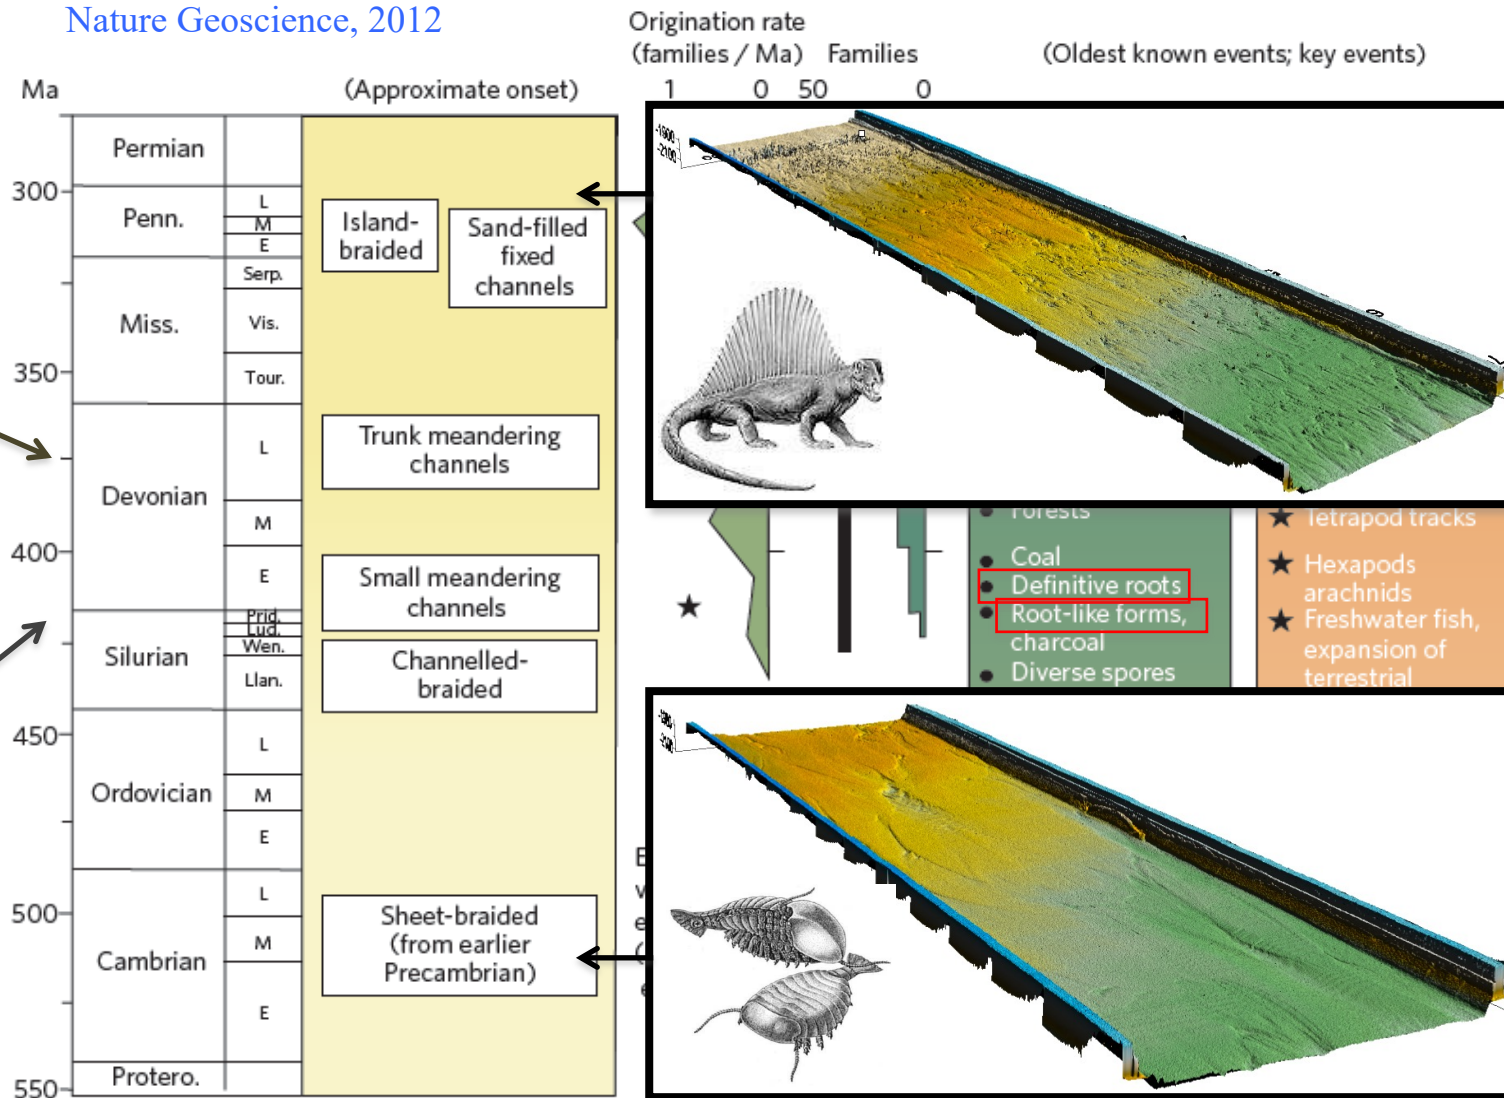 Nature Geoscience, 2012
Origination rate
(families / Ma) Families
(Oldest known events; key events)
Ma
(Approximate onset)
1 0 50 0
Permian
300
Penn.
L
M
E
Island-
braided
Sand-filled
fixed
channels
Serp.
Miss.
Vis.
350
Tour.
Devonian
L
Trunk meandering
channels
M
400
E
Small meandering
channels
Forests
Coal
Definitive roots
Root-like forms,
charcoal
Diverse spores
Tetrapod tracks
Hexapods
arachnids
Freshwater fish,
expansion of
terrestrial
Prid.
Lud.
Wen.
Silurian
Llan.
Channelled-
braided
450
Ordovician
L
M
E
500
Cambrian
L
M
E
Sheet-braided
(from earlier
Precambrian)
Protero.
550